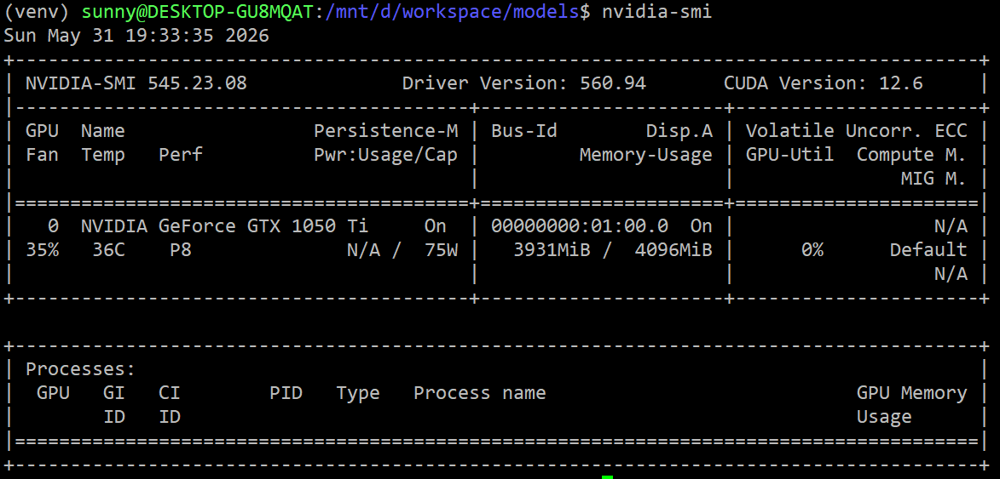 (venv) sunny@DESKTOP-GU8MQAT:/mnt/d/workspace/models$ nvidia-smi
Sun May 31 19:33:35 2026
+---------------------------------------------------------------------------------------+
| NVIDIA-SMI 545.23.08              Driver Version: 560.94       CUDA Version: 12.6     |
|-----------------------------------------+----------------------+----------------------+
| GPU  Name                 Persistence-M | Bus-Id        Disp.A | Volatile Uncorr. ECC |
| Fan  Temp   Perf          Pwr:Usage/Cap |         Memory-Usage | GPU-Util  Compute M. |
|                                         |                      |               MIG M. |
|=========================================+======================+======================|
|   0  NVIDIA GeForce GTX 1050 Ti     On  | 00000000:01:00.0  On |                  N/A |
| 35%   36C    P8              N/A /  75W |   3931MiB /  4096MiB |      0%      Default |
|                                         |                      |                  N/A |
+-----------------------------------------+----------------------+----------------------+

+---------------------------------------------------------------------------------------+
| Processes:                                                                            |
|  GPU   GI   CI        PID   Type   Process name                            GPU Memory |
|        ID   ID                                                             Usage      |
|=======================================================================================|
+---------------------------------------------------------------------------------------+